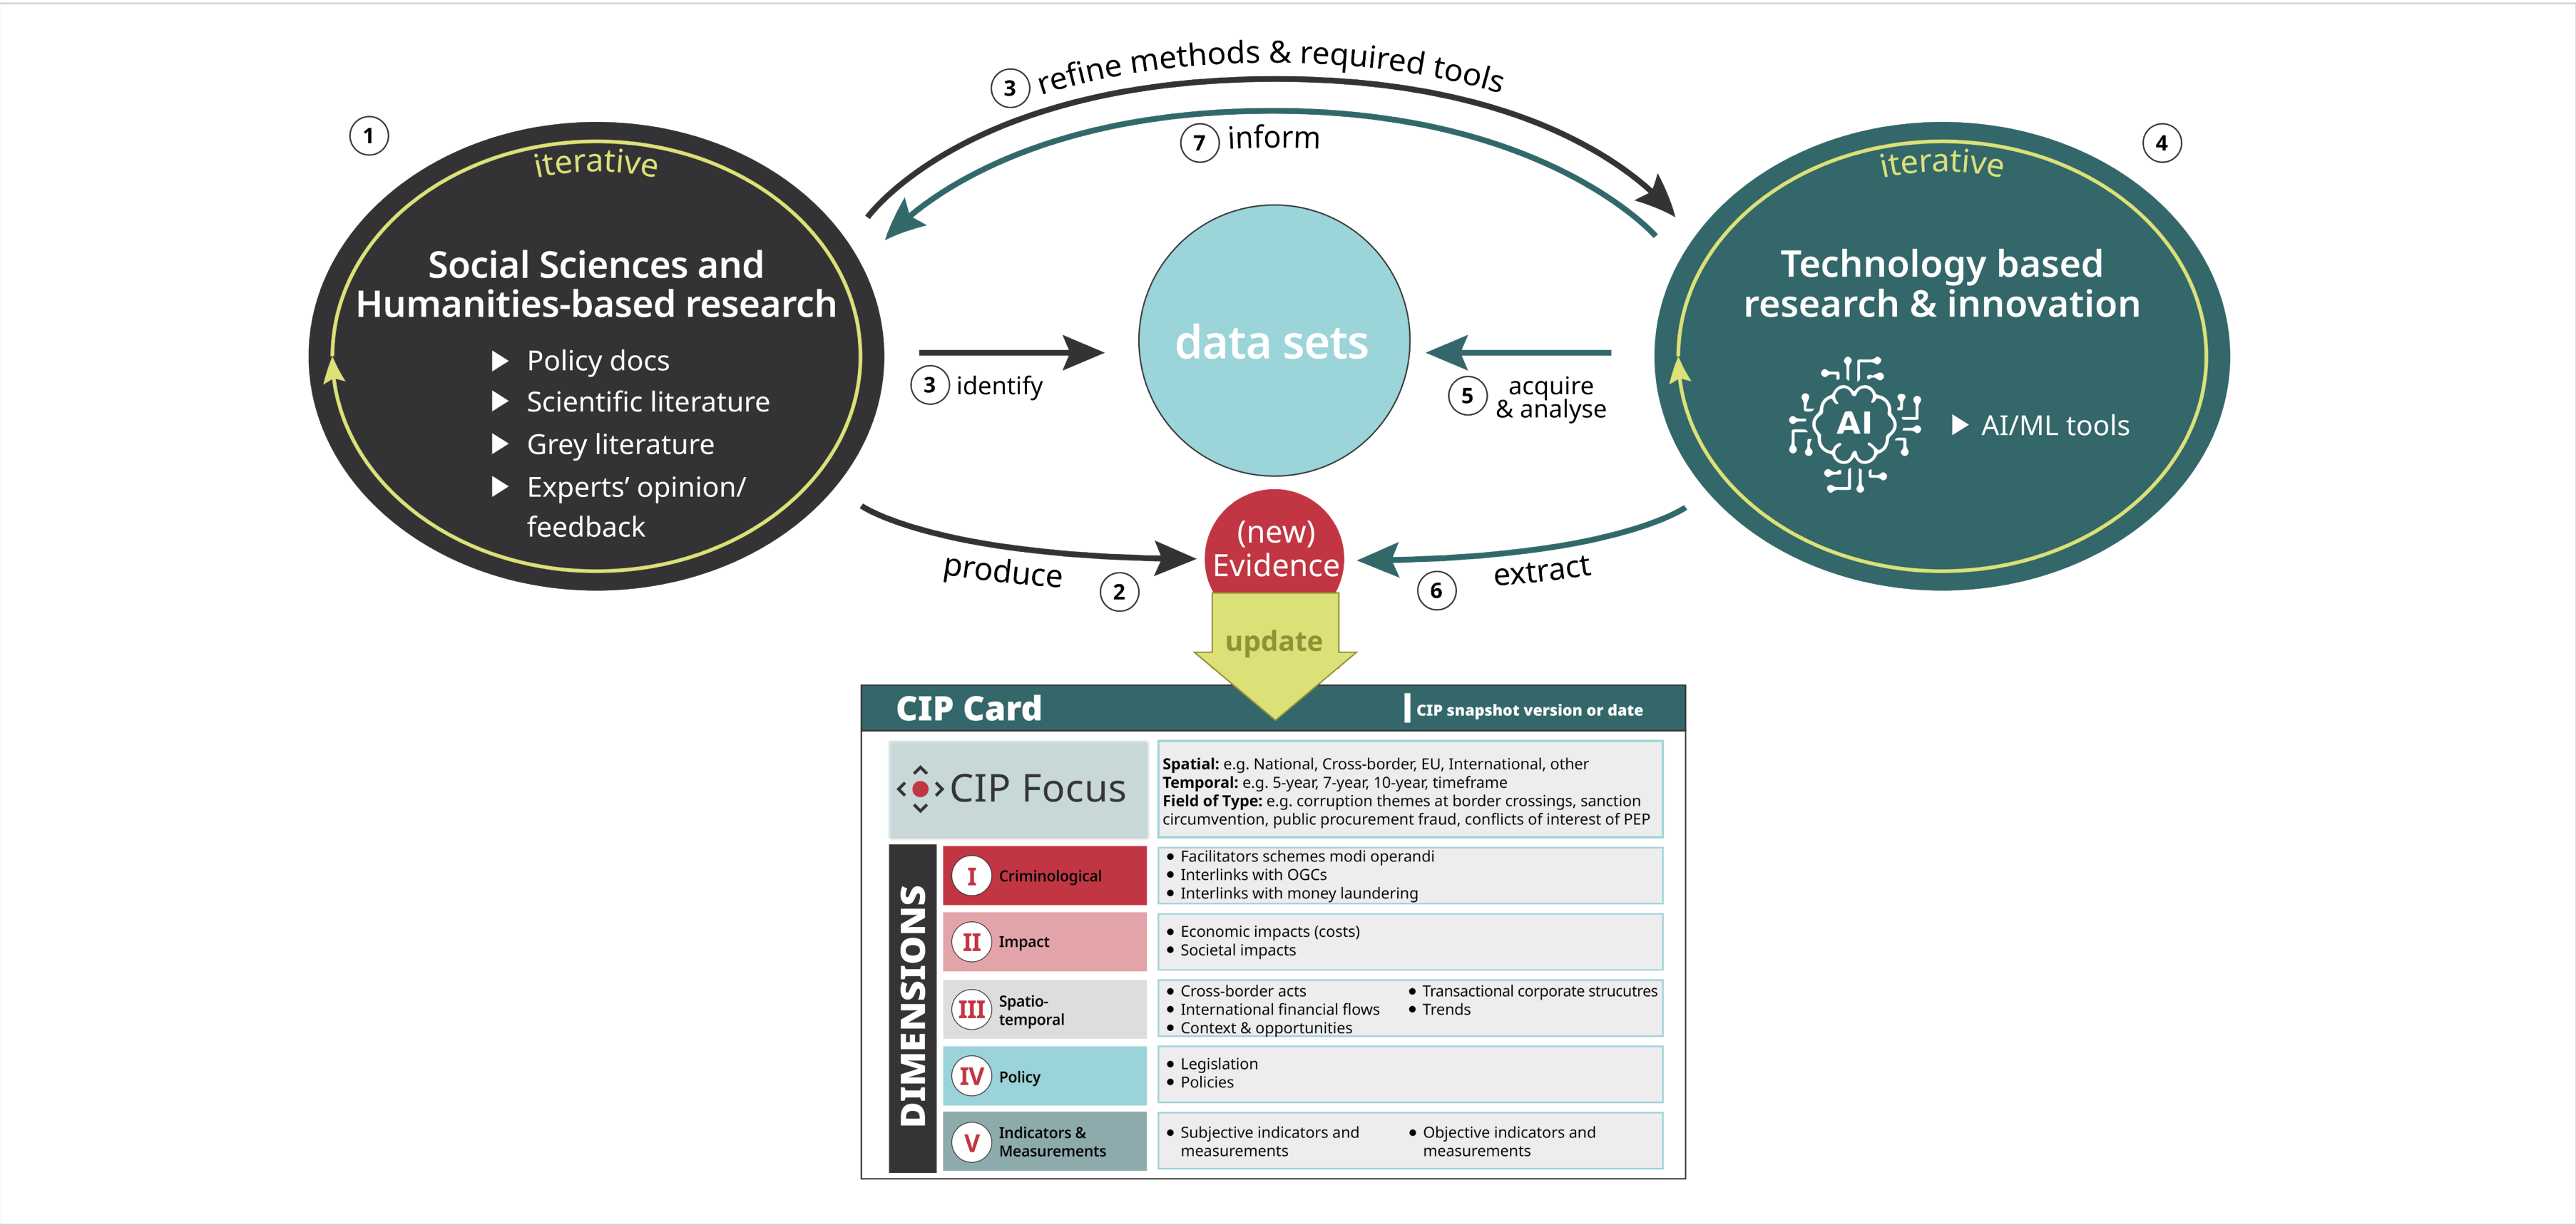 3 refine methods & required tools
7 inform
1
iterative
Social Sciences and
Humanities-based research
Policy docs
Scientific literature
Grey literature
Experts’ opinion/
feedback
3 identify
data sets
5 acquire
& analyse
4
iterative
Technology based
research & innovation
AI
AI/ML tools
produce 2
(new)
Evidence
6 extract
update
CIP Card
CIP snapshot version or date
CIP Focus
Spatial: e.g. National, Cross-border, EU, International, other
Temporal: e.g. 5-year, 7-year, 10-year, timeframe
Field of Type: e.g. corruption themes at border crossings, sanction
circumvention, public procurement fraud, conflicts of interest of PEP
DIMENSIONS
I Criminological
Facilitators schemes modi operandi
Interlinks with OGCs
Interlinks with money laundering
II Impact
Economic impacts (costs)
Societal impacts
III Spatio-
temporal
Cross-border acts
International financial flows
Context & opportunities
Transactional corporate strucutres
Trends
IV Policy
Legislation
Policies
V Indicators &
Measurements
Subjective indicators and
measurements
Objective indicators and
measurements